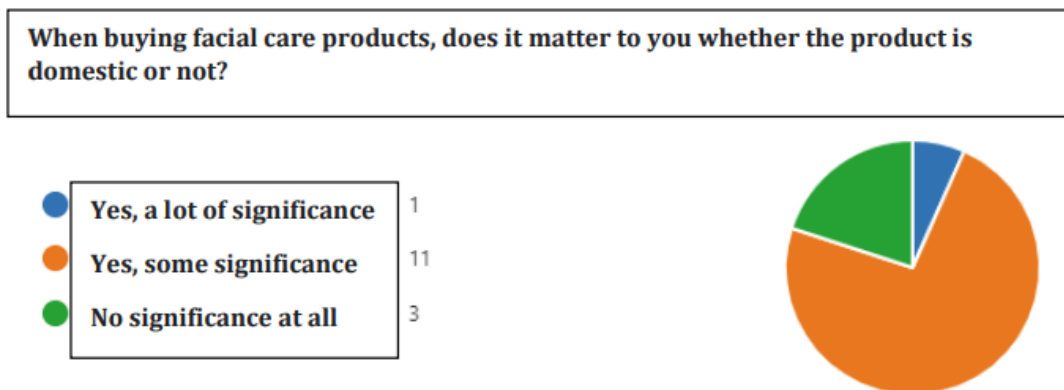 When buying facial care products, does it matter to you whether the product is
domestic or not?
Yes, a lot of significance 1
Yes, some significance 11
No significance at all 3